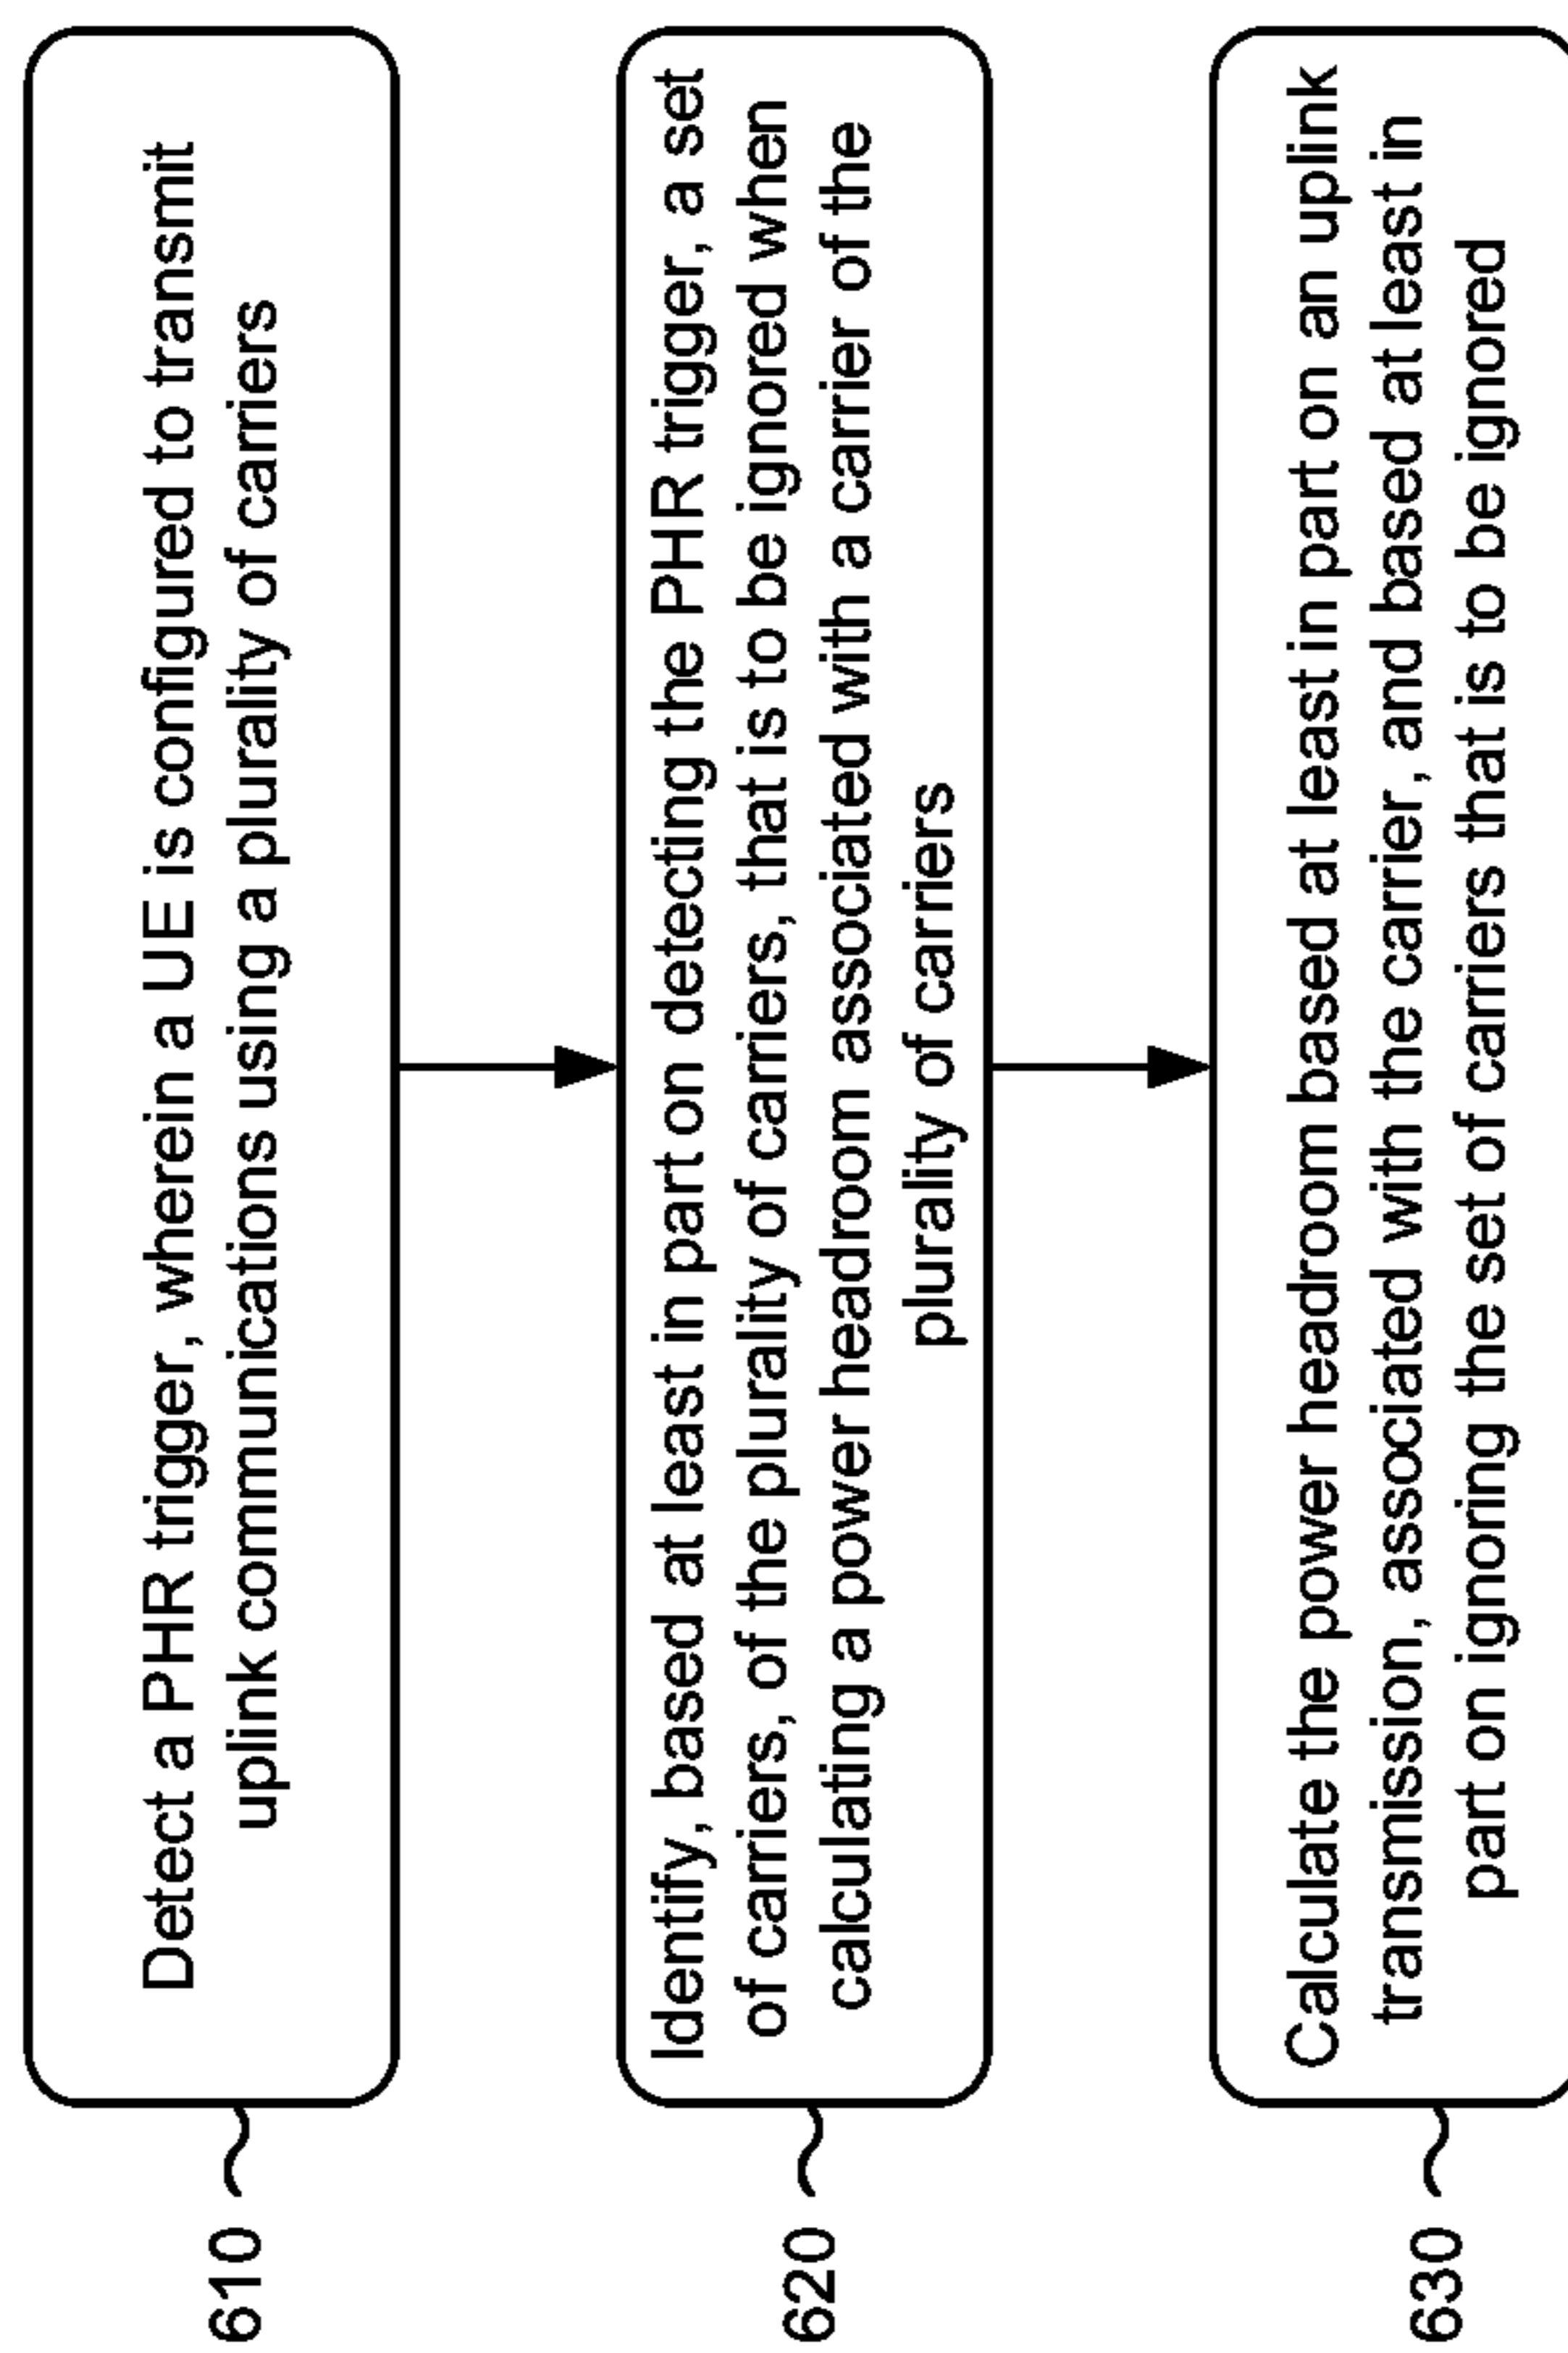 610
Detect a PHR trigger, wherein a UE is configured to transmit
uplink communications using a plurality of carriers
620
Identify, based at least in part on detecting the PHR trigger, a set
of carriers, of the plurality of carriers, that is to be ignored when
calculating a power headroom associated with a carrier of the
plurality of carriers
630
Calculate the power headroom based at least in part on an uplink
transmission, associated with the carrier, and based at least in
part on ignoring the set of carriers that is to be ignored